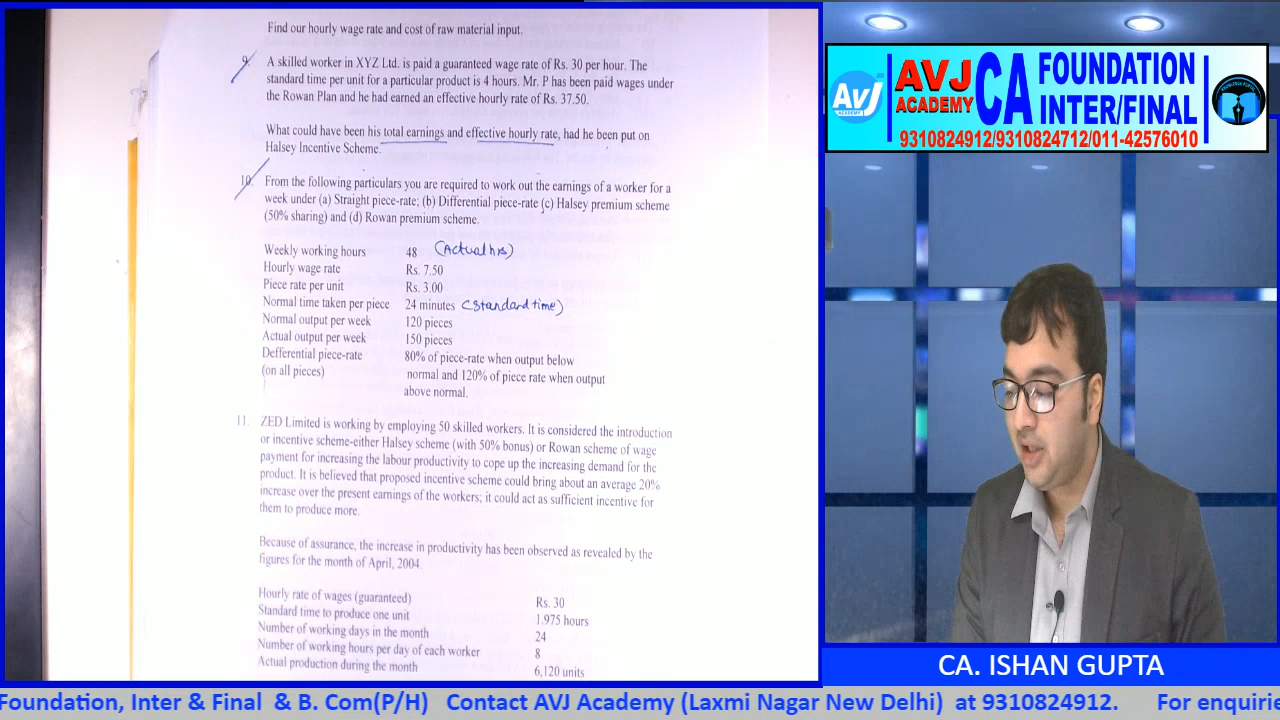 Find our hourly wage rate and cost of raw material input.
9. A skilled worker in XYZ Ltd. is paid a guaranteed wage rate of Rs. 30 per hour. The
standard time per unit for a particular product is 4 hours. Mr. P has been paid wages under
the Rowan Plan and he had earned an effective hourly rate of Rs. 37.50.
What could have been his total earnings and effective hourly rate, had he been put on
Halsey Incentive Scheme.
10. From the following particulars you are required to work out the earnings of a worker for a
week under (a) Straight piece-rate; (b) Differential piece-rate (c) Halsey premium scheme
(50% sharing) and (d) Rowan premium scheme.
Weekly working hours 48 (Actual hrs)
Hourly wage rate Rs. 7.50
Piece rate per unit Rs. 3.00
Normal time taken per piece 24 minutes (Standard time)
Normal output per week 120 pieces
Actual output per week 150 pieces
Defferential piece-rate 80% of piece-rate when output below
(on all pieces) normal and 120% of piece rate when output
above normal.
11. ZED Limited is working by employing 50 skilled workers. It is considered the introduction
or incentive scheme-either Halsey scheme (with 50% bonus) or Rowan scheme of wage
payment for increasing the labour productivity to cope up the increasing demand for the
product. It is believed that proposed incentive scheme could bring about an average 20%
increase over the present earnings of the workers; it could act as sufficient incentive for
them to produce more.
Because of assurance, the increase in productivity has been observed as revealed by the
figures for the month of April, 2004.
Hourly rate of wages (guaranteed) Rs. 30
Standard time to produce one unit 1.975 hours
Number of working days in the month 24
Number of working hours per day of each worker 8
Actual production during the month 6,120 units
AVJ
ACADEMY
AVJ
ACADEMY
CA
FOUNDATION
INTER/FINAL
9310824912/9310824712/011-42576010
CA. ISHAN GUPTA
Foundation, Inter & Final & B. Com(P/H) Contact AVJ Academy (Laxmi Nagar New Delhi) at 9310824912. For enquirie